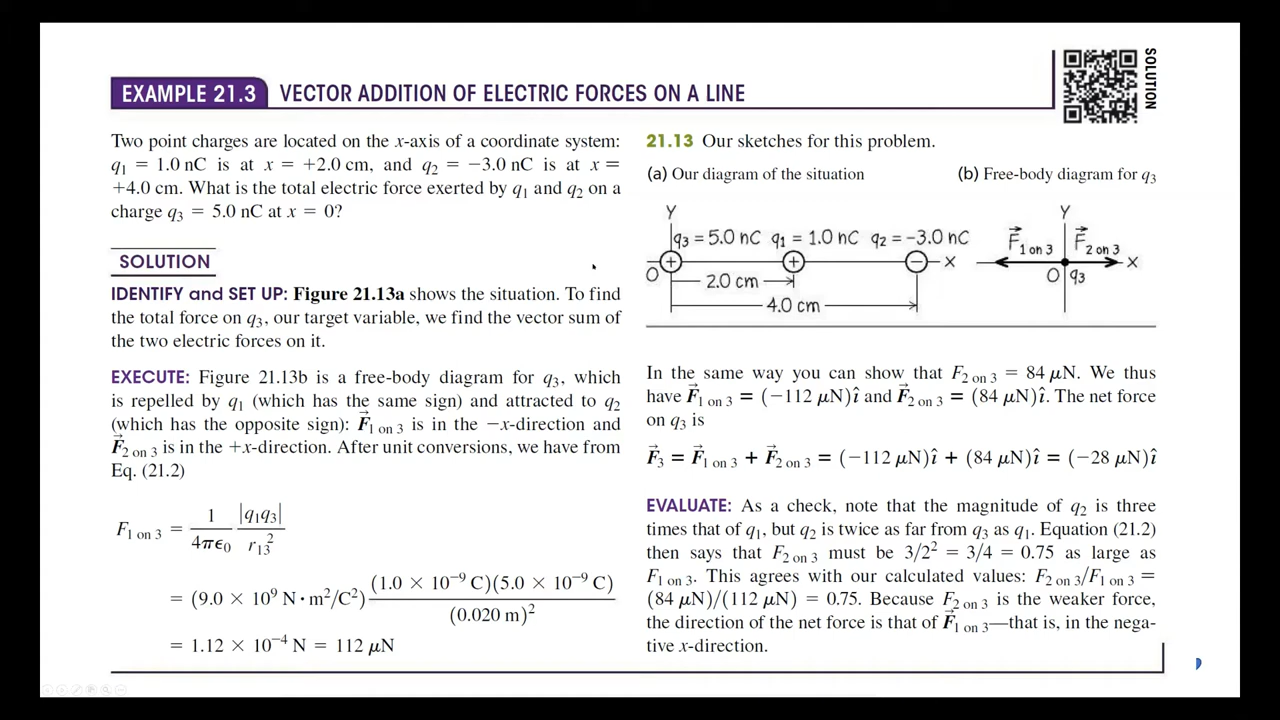 SOLUTION
EXAMPLE 21.3 VECTOR ADDITION OF ELECTRIC FORCES ON A LINE
Two point charges are located on the x-axis of a coordinate system:
q₁ = 1.0 nC is at x = +2.0 cm, and q₂ = −3.0 nC is at x =
+4.0 cm. What is the total electric force exerted by q₁ and q₂ on a
charge q₃ = 5.0 nC at x = 0?
SOLUTION
IDENTIFY and SET UP: Figure 21.13a shows the situation. To find
the total force on q₃, our target variable, we find the vector sum of
the two electric forces on it.
EXECUTE: Figure 21.13b is a free-body diagram for q₃, which
is repelled by q₁ (which has the same sign) and attracted to q₂
(which has the opposite sign): F⃗₁ ₒₙ ₃ is in the −x-direction and
F⃗₂ ₒₙ ₃ is in the +x-direction. After unit conversions, we have from
Eq. (21.2)
F₁ ₒₙ ₃ = 1/(4πϵ₀) |q₁q₃|/r₁₃²
= (9.0 × 10⁹ N · m²/C²) (1.0 × 10⁻⁹ C)(5.0 × 10⁻⁹ C)/(0.020 m)²
= 1.12 × 10⁻⁴ N = 112 μN
21.13 Our sketches for this problem.
(a) Our diagram of the situation
(b) Free-body diagram for q₃
Y
q₃ = 5.0 nC q₁ = 1.0 nC q₂ = −3.0 nC
+ + − X
O
2.0 cm
4.0 cm
Y
F⃗₁ ₒₙ ₃ F⃗₂ ₒₙ ₃
X
O q₃
In the same way you can show that F₂ ₒₙ ₃ = 84 μN. We thus
have F⃗₁ ₒₙ ₃ = (−112 μN)î and F⃗₂ ₒₙ ₃ = (84 μN)î. The net force
on q₃ is
F⃗₃ = F⃗₁ ₒₙ ₃ + F⃗₂ ₒₙ ₃ = (−112 μN)î + (84 μN)î = (−28 μN)î
EVALUATE: As a check, note that the magnitude of q₂ is three
times that of q₁, but q₂ is twice as far from q₃ as q₁. Equation (21.2)
then says that F₂ ₒₙ ₃ must be 3/2² = 3/4 = 0.75 as large as
F₁ ₒₙ ₃. This agrees with our calculated values: F₂ ₒₙ ₃/F₁ ₒₙ ₃ =
(84 μN)/(112 μN) = 0.75. Because F₂ ₒₙ ₃ is the weaker force,
the direction of the net force is that of F⃗₁ ₒₙ ₃—that is, in the nega-
tive x-direction.